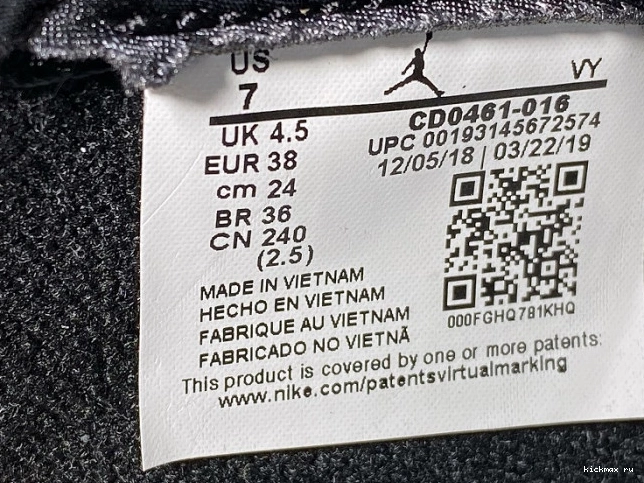 US
7
UK 4.5
EUR 38
cm 24
BR 36
CN 240
(2.5)
VY
CD0461-016
UPC 00193145672574
12/05/18 | 03/22/19
000FGHQ781KHQ
MADE IN VIETNAM
HECHO EN VIETNAM
FABRIQUE AU VIETNAM
FABRICADO NO VIETNÃ
This product is covered by one or more patents:
www.nike.com/patentsvirtualmarking
kickmax ru